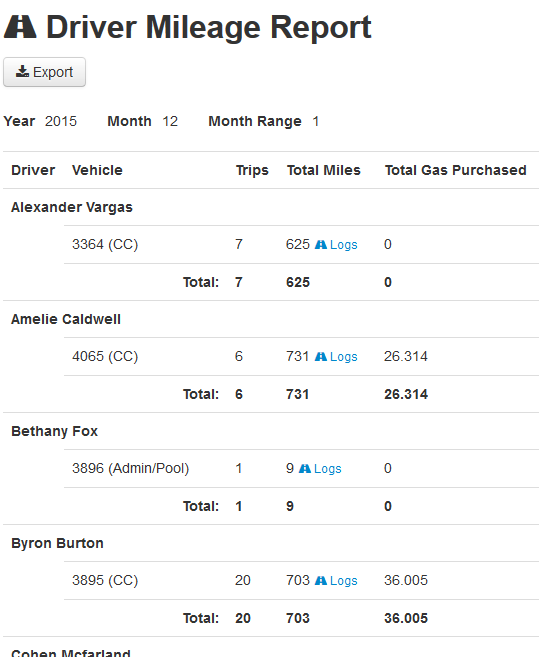 Driver Mileage Report
Export
Year 2015 Month 12 Month Range 1
Driver Vehicle Trips Total Miles Total Gas Purchased
Alexander Vargas
3364 (CC) 7 625 Logs 0
Total: 7 625 0
Amelie Caldwell
4065 (CC) 6 731 Logs 26.314
Total: 6 731 26.314
Bethany Fox
3896 (Admin/Pool) 1 9 Logs 0
Total: 1 9 0
Byron Burton
3895 (CC) 20 703 Logs 36.005
Total: 20 703 36.005
Cohen Mcfarland